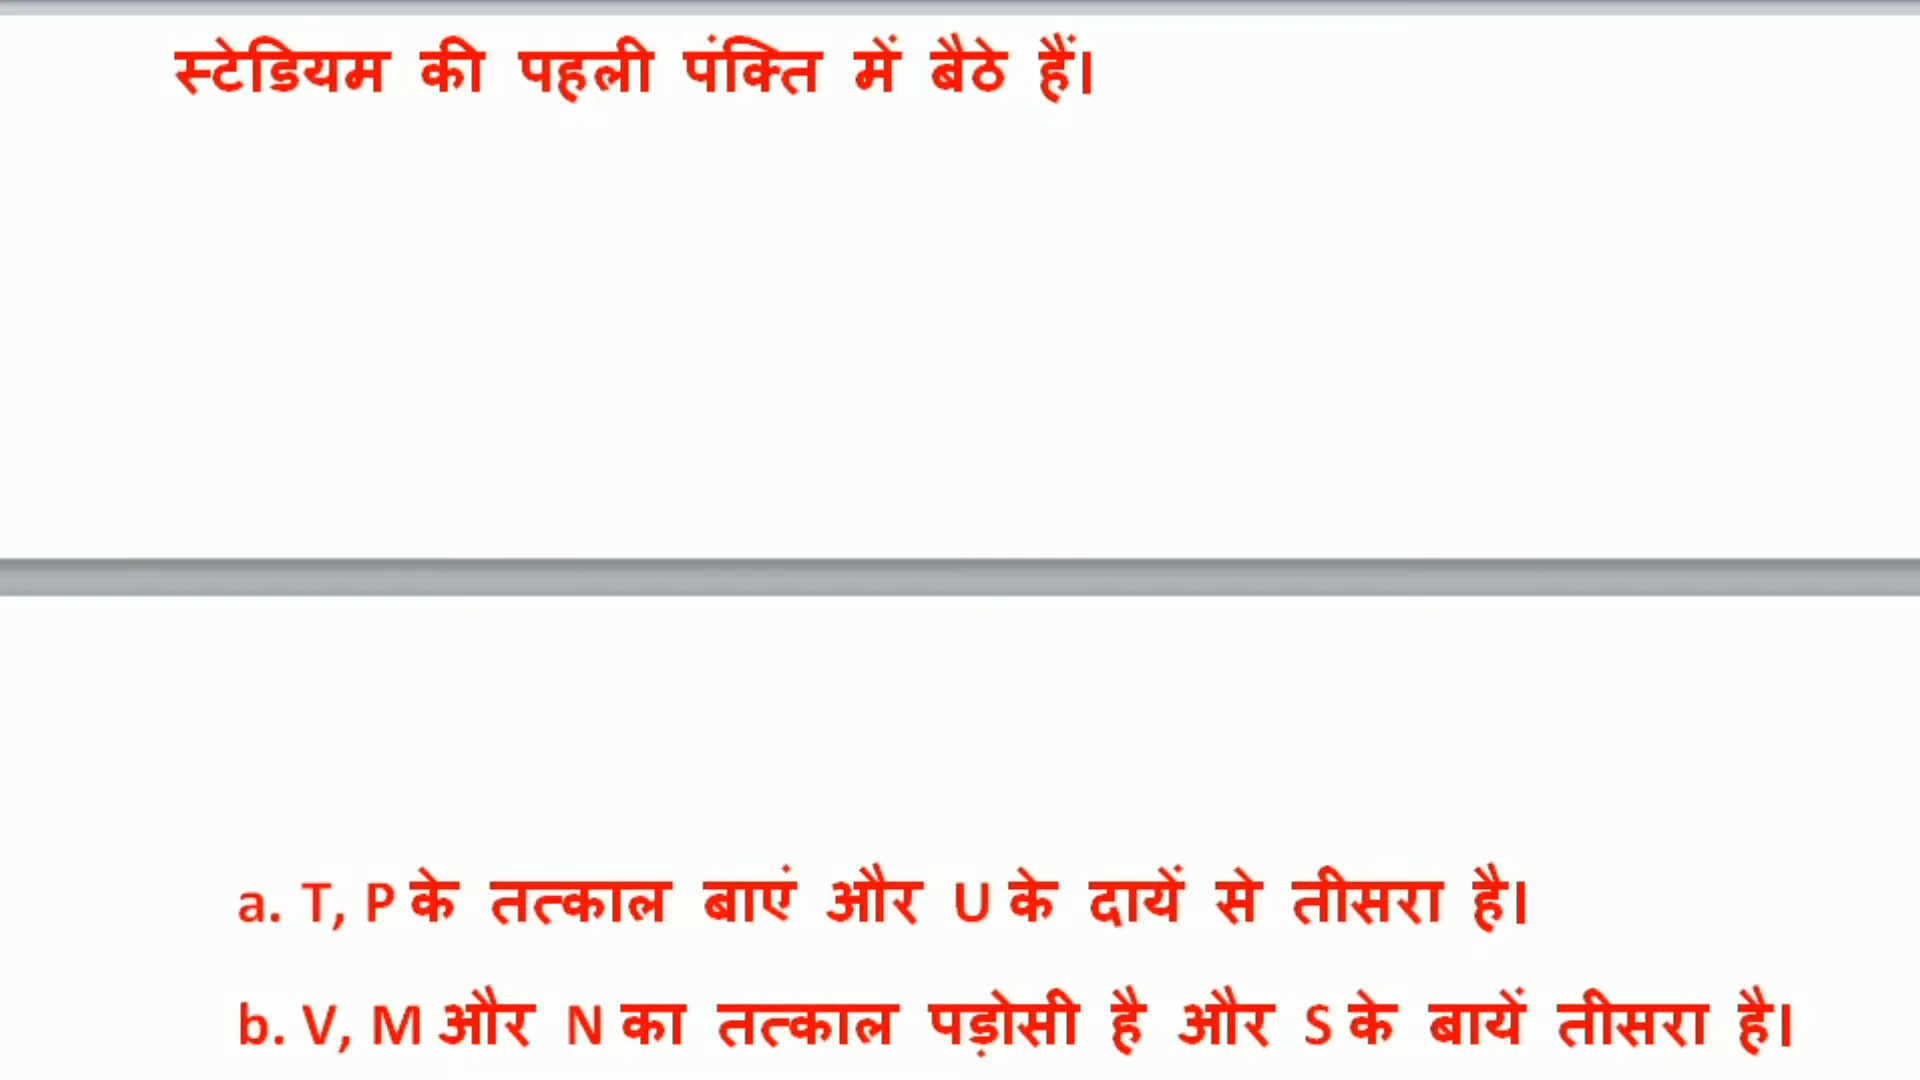 स्टेडियम की पहली पंक्ति में बैठे हैं।
a. T, P के तत्काल बाएं और U के दायें से तीसरा है।
b. V, M और N का तत्काल पड़ोसी है और S के बायें तीसरा है।